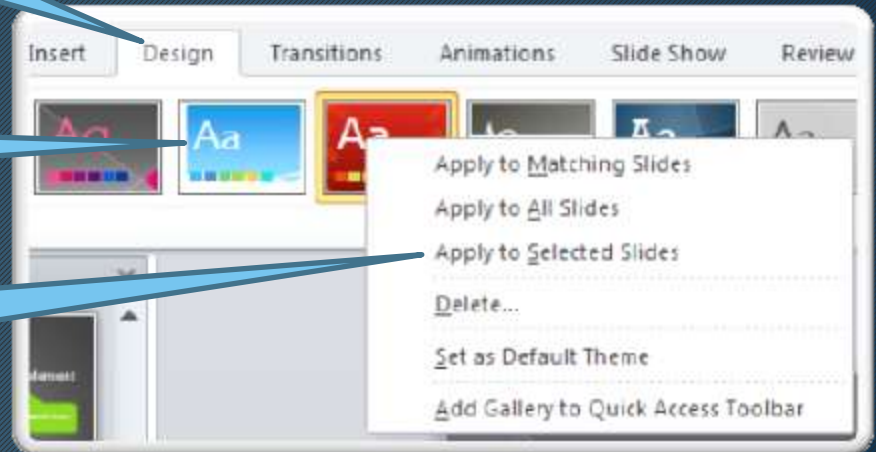 Insert Design Transitions Animations Slide Show Review
Aa Aa
Apply to Matching Slides
Apply to All Slides
Apply to Selected Slides
Delete...
Set as Default Theme
Add Gallery to Quick Access Toolbar